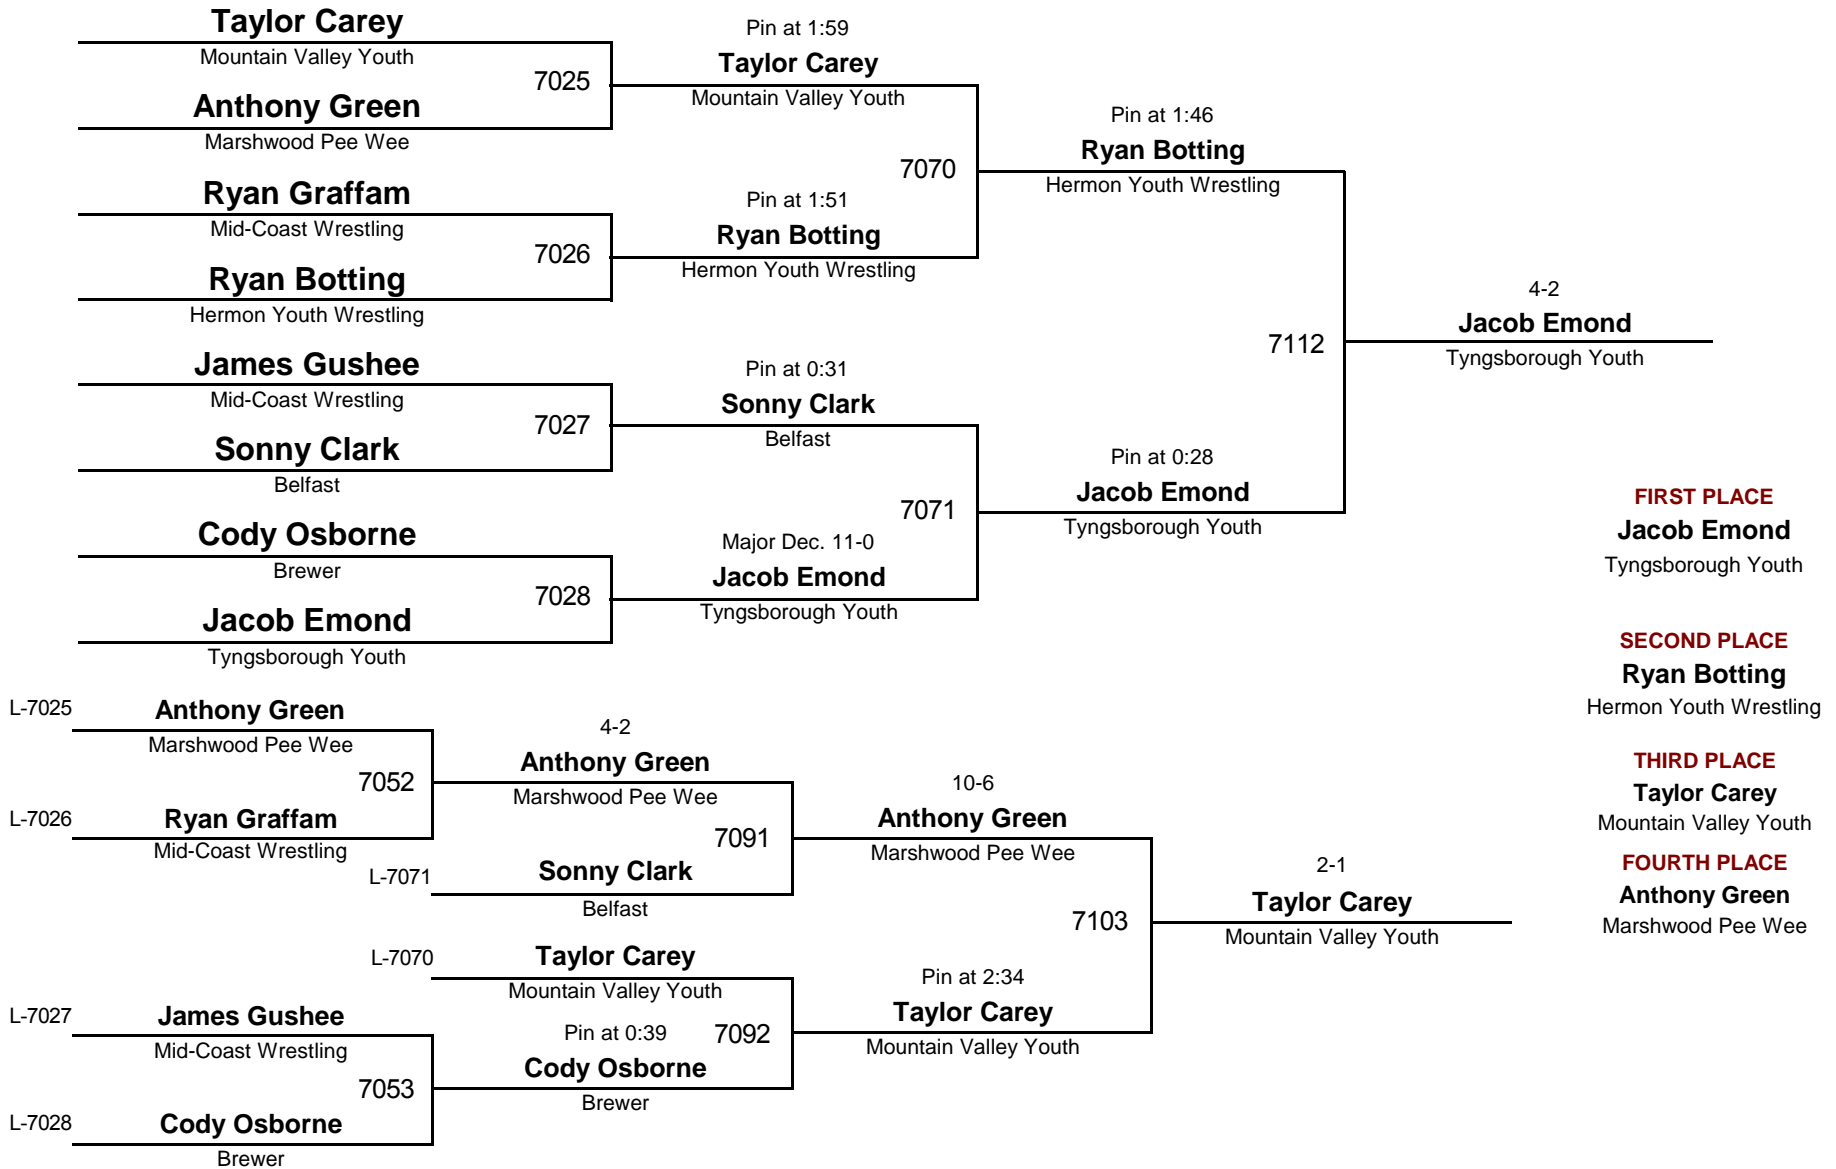 Taylor Carey
Mountain Valley Youth
7025
Anthony Green
Marshwood Pee Wee
Ryan Graffam
Mid-Coast Wrestling
7026
Ryan Botting
Hermon Youth Wrestling
James Gushee
Mid-Coast Wrestling
7027
Sonny Clark
Belfast
Cody Osborne
Brewer
7028
Jacob Emond
Tyngsborough Youth
Pin at 1:59
Taylor Carey
Mountain Valley Youth
7070
Pin at 1:51
Ryan Botting
Hermon Youth Wrestling
Pin at 0:31
Sonny Clark
Belfast
7071
Major Dec. 11-0
Jacob Emond
Tyngsborough Youth
Pin at 1:46
Ryan Botting
Hermon Youth Wrestling
7112
Pin at 0:28
Jacob Emond
Tyngsborough Youth
4-2
Jacob Emond
Tyngsborough Youth
L-7025
Anthony Green
Marshwood Pee Wee
7052
L-7026
Ryan Graffam
Mid-Coast Wrestling
4-2
Anthony Green
Marshwood Pee Wee
7091
L-7071
Sonny Clark
Belfast
L-7070
Taylor Carey
Mountain Valley Youth
7092
L-7027
James Gushee
Mid-Coast Wrestling
7053
L-7028
Cody Osborne
Brewer
Pin at 0:39
Cody Osborne
Brewer
10-6
Anthony Green
Marshwood Pee Wee
7103
Pin at 2:34
Taylor Carey
Mountain Valley Youth
2-1
Taylor Carey
Mountain Valley Youth
FIRST PLACE
Jacob Emond
Tyngsborough Youth
SECOND PLACE
Ryan Botting
Hermon Youth Wrestling
THIRD PLACE
Taylor Carey
Mountain Valley Youth
FOURTH PLACE
Anthony Green
Marshwood Pee Wee